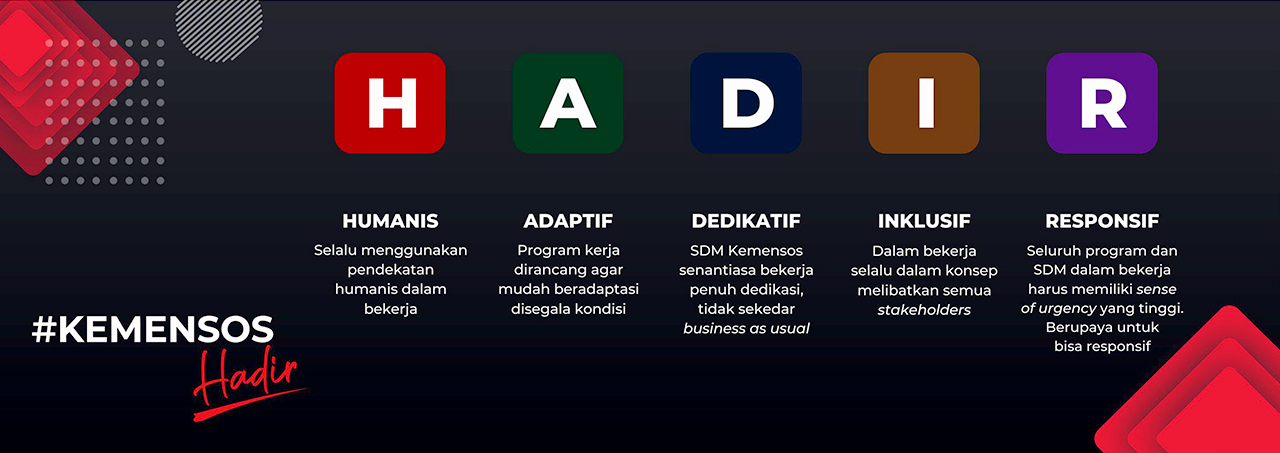 H
A
D
I
R
HUMANIS
Selalu menggunakan
pendekatan
humanis dalam
bekerja
ADAPTIF
Program kerja
dirancang agar
mudah beradaptasi
disegala kondisi
DEDIKATIF
SDM Kemensos
senantiasa bekerja
penuh dedikasi,
tidak sekedar
business as usual
INKLUSIF
Dalam bekerja
selalu dalam konsep
melibatkan semua
stakeholders
RESPONSIF
Seluruh program dan
SDM dalam bekerja
harus memiliki sense
of urgency yang tinggi.
Berupaya untuk
bisa responsif
#KEMENSOS
Hadir